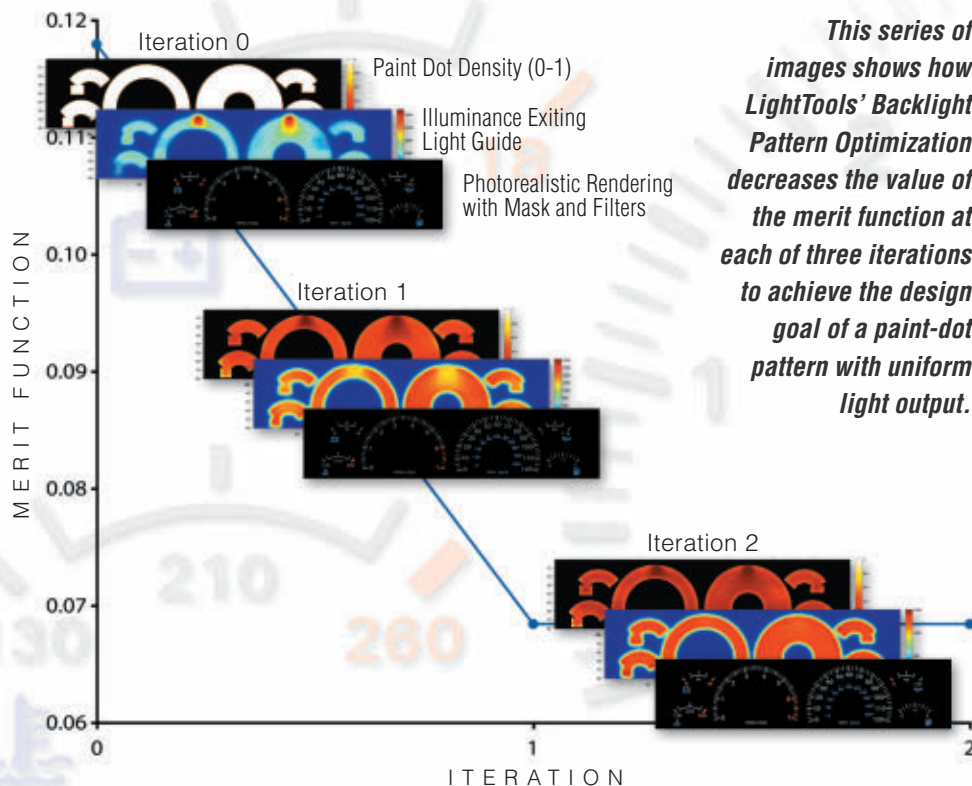 This series of
images shows how
LightTools' Backlight
Pattern Optimization
decreases the value of
the merit function at
each of three iterations
to achieve the design
goal of a paint-dot
pattern with uniform
light output.
0.12
Iteration 0
Paint Dot Density (0-1)
0.11
Illuminance Exiting
Light Guide
Photorealistic Rendering
with Mask and Filters
18
0.10
Iteration 1
0.09
1
0.08
Iteration 2
210
0.07
130
260
0.06
0
1
2
MERIT FUNCTION
ITERATION